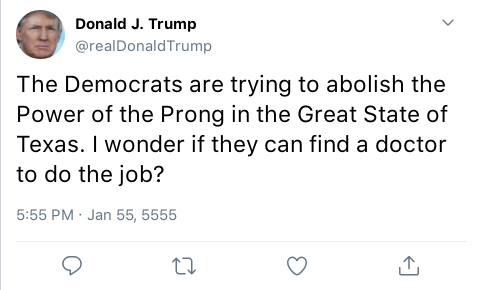 Donald J. Trump
@realDonaldTrump
The Democrats are trying to abolish the
Power of the Prong in the Great State of
Texas. I wonder if they can find a doctor
to do the job?
5:55 PM · Jan 55, 5555